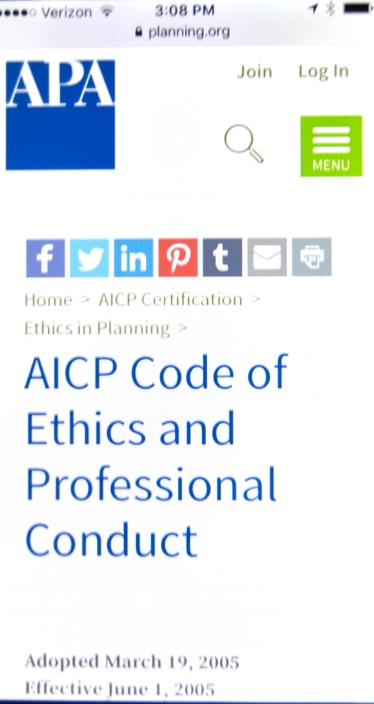 Verizon 3:08 PM
planning.org
APA
Join Log In
MENU
f in p t
Home > AICP Certification >
Ethics in Planning >
AICP Code of
Ethics and
Professional
Conduct
Adopted March 19, 2005
Effective June 1, 2005